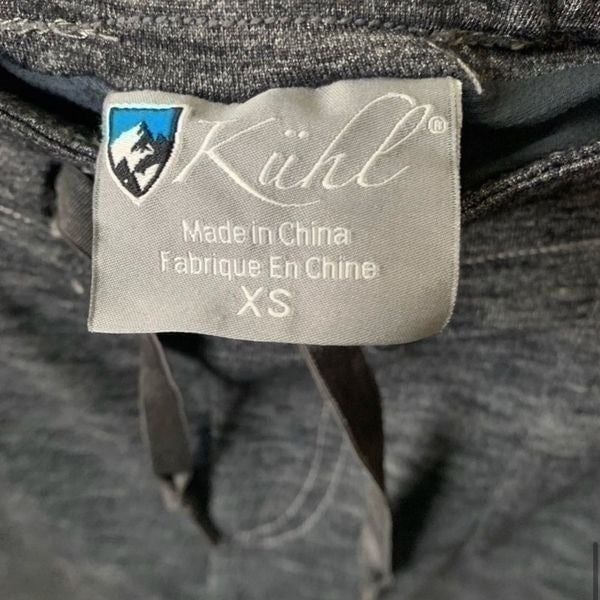 Kühl®
Made in China
Fabrique En Chine
XS